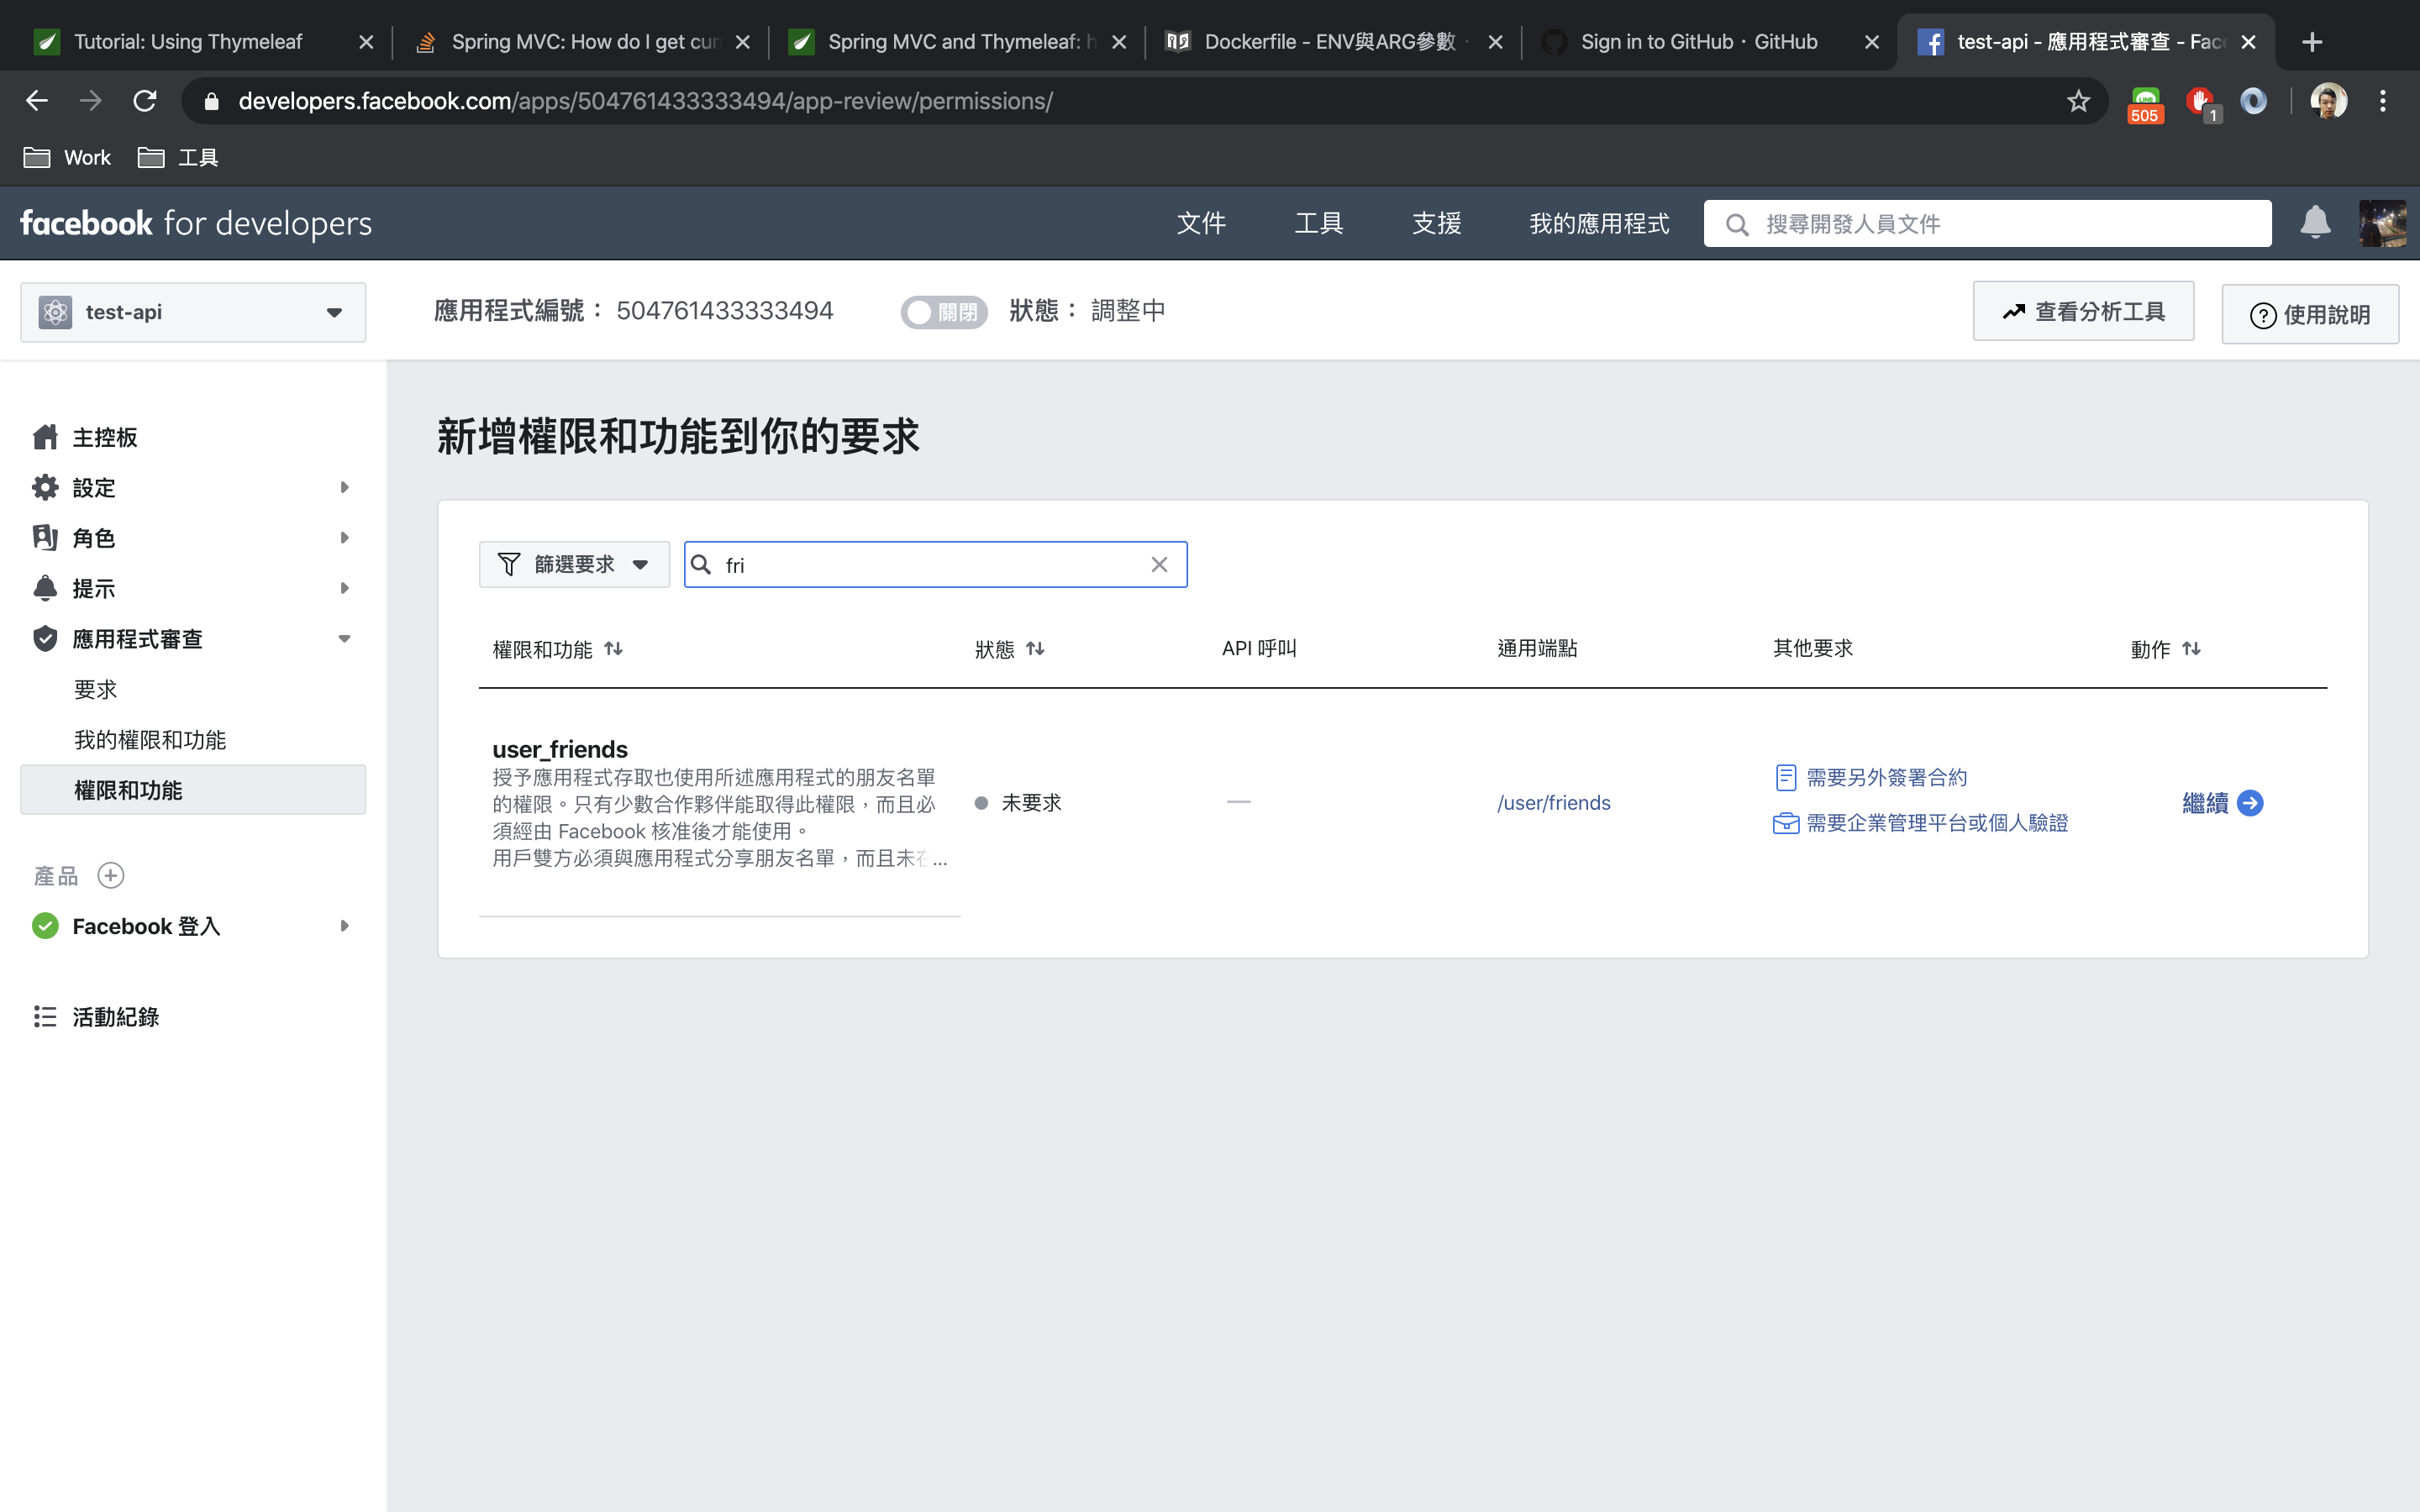 Tutorial: Using Thymeleaf
Spring MVC: How do I get cur
Spring MVC and Thymeleaf: h
Dockerfile - ENV與ARG參數 ·
Sign in to GitHub · GitHub
test-api - 應用程式審查 - Fac
developers.facebook.com/apps/504761433333494/app-review/permissions/
LINE
505
1
Work
工具
facebook for developers
文件
工具
支援
我的應用程式
搜尋開發人員文件
test-api
應用程式編號： 504761433333494
關閉
狀態： 調整中
查看分析工具
使用說明
主控板
設定
角色
提示
應用程式審查
要求
我的權限和功能
權限和功能
產品
Facebook 登入
活動紀錄
新增權限和功能到你的要求
篩選要求
fri
權限和功能
狀態
API 呼叫
通用端點
其他要求
動作
user_friends
授予應用程式存取也使用所述應用程式的朋友名單
的權限。只有少數合作夥伴能取得此權限，而且必
須經由 Facebook 核准後才能使用。
用戶雙方必須與應用程式分享朋友名單，而且未在...
未要求
—
/user/friends
需要另外簽署合約
需要企業管理平台或個人驗證
繼續